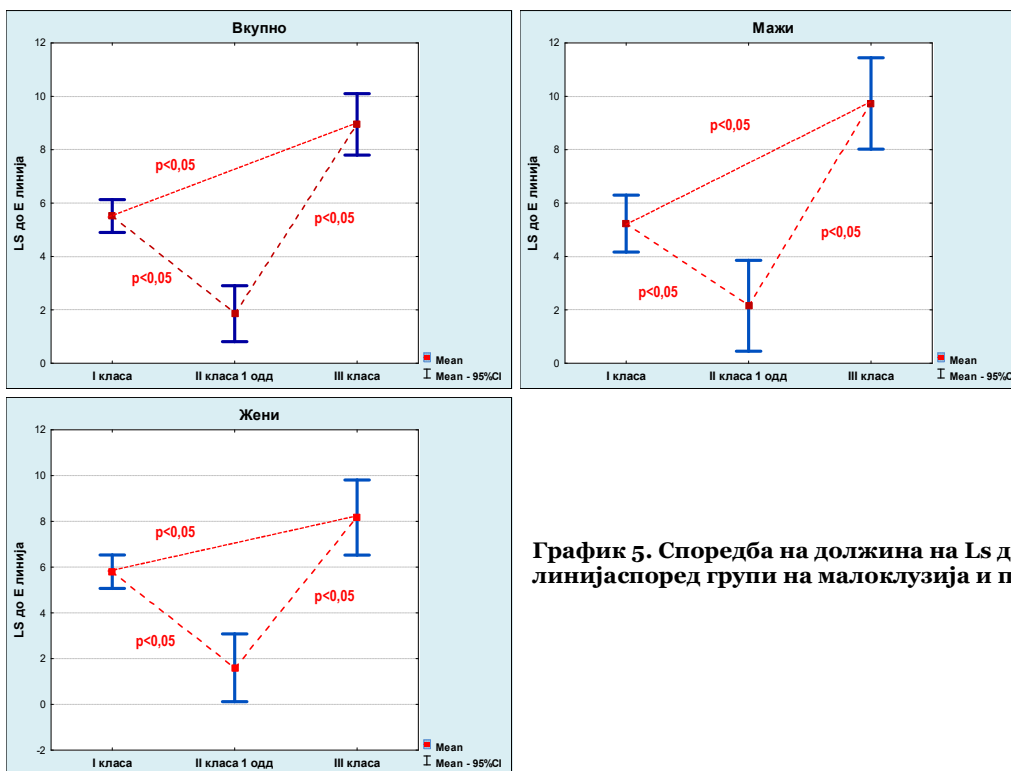 Вкупно
12
10
8
6
4
2
0
LS до Е линија
p<0,05
p<0,05
p<0,05
I класа II класа 1 одд III класа
Mean
Mean - 95%CI
Мажи
12
10
8
6
4
2
0
LS до Е линија
p<0,05
p<0,05
p<0,05
I класа II класа 1 одд III класа
Mean
Mean - 95%CI
Жени
12
10
8
6
4
2
0
-2
LS до Е линија
p<0,05
p<0,05
p<0,05
I класа II класа 1 одд III класа
Mean
Mean - 95%CI
График 5. Споредба на должина на Ls д
линијаспоред групи на малоклузија и п